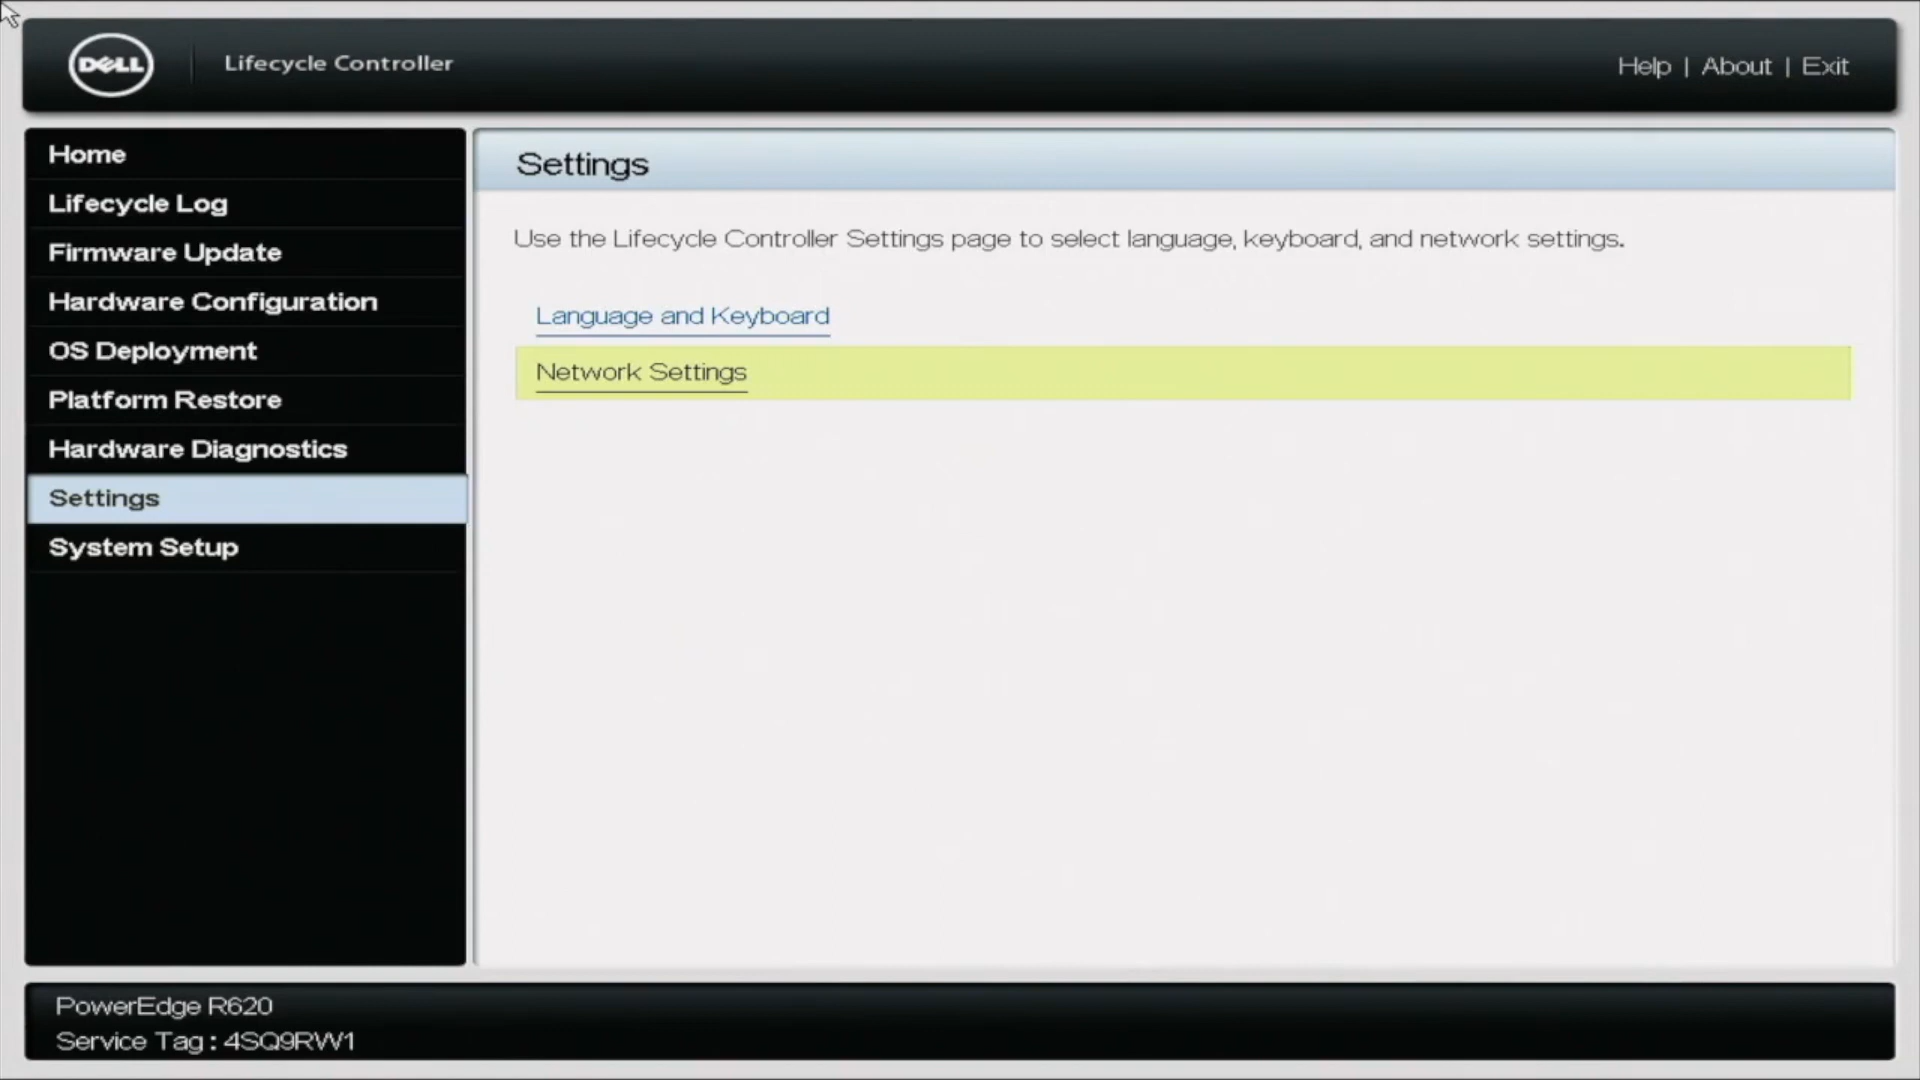 DELL
Lifecycle Controller
Help | About | Exit
Home
Lifecycle Log
Firmware Update
Hardware Configuration
OS Deployment
Platform Restore
Hardware Diagnostics
Settings
System Setup
Settings
Use the Lifecycle Controller Settings page to select language, keyboard, and network settings.
Language and Keyboard
Network Settings
PowerEdge R620
Service Tag : 4SQ9RW1